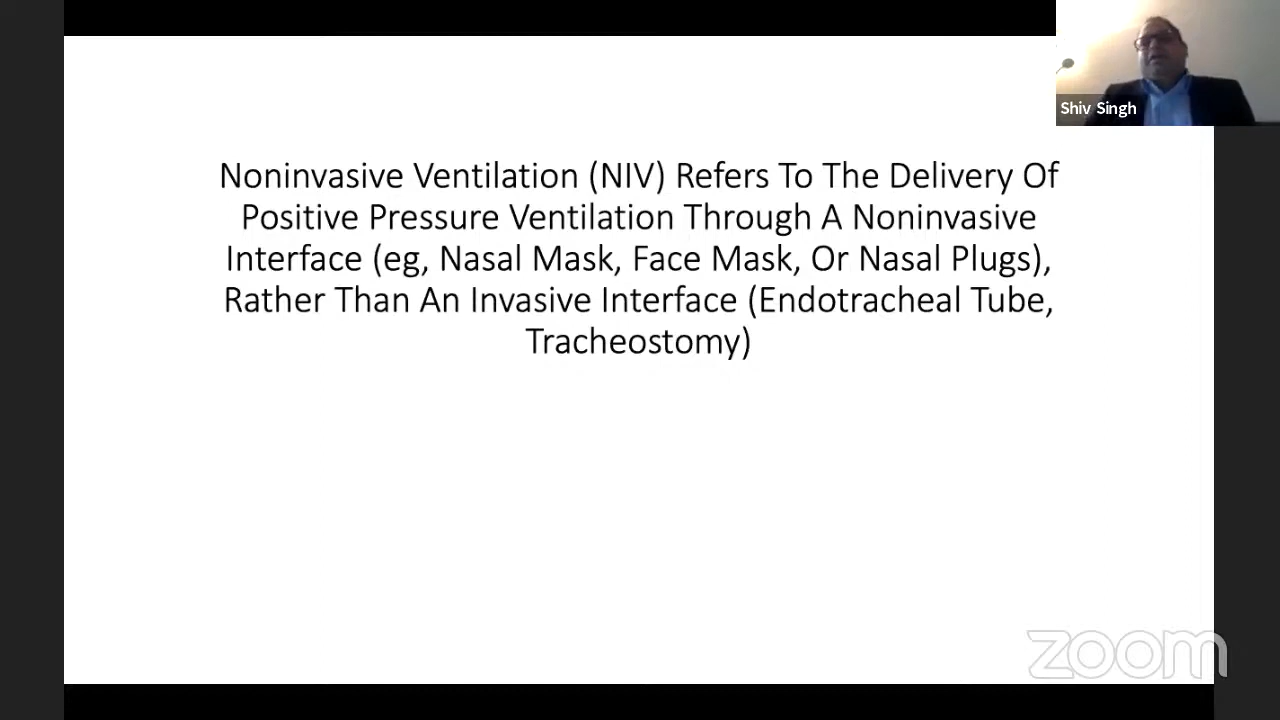 Shiv Singh
Noninvasive Ventilation (NIV) Refers To The Delivery Of
Positive Pressure Ventilation Through A Noninvasive
Interface (eg, Nasal Mask, Face Mask, Or Nasal Plugs),
Rather Than An Invasive Interface (Endotracheal Tube,
Tracheostomy)
zoom